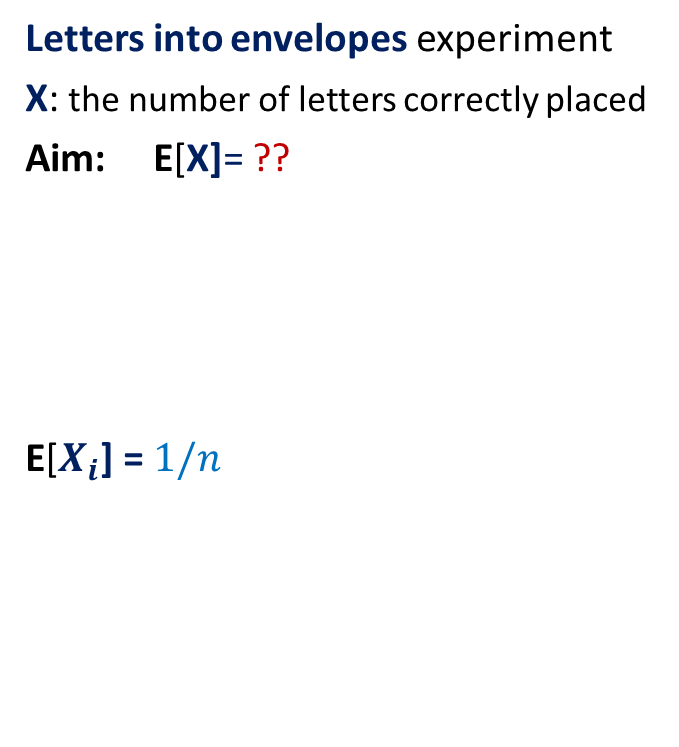 Letters into envelopes experiment
X: the number of letters correctly placed
Aim: E[X]= ??
E[Xᵢ] = 1/n